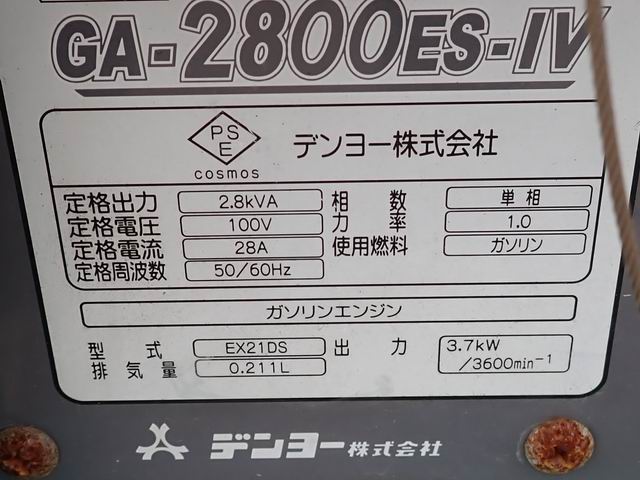 GA-2800ES-IV
PS
E
cosmos
デンヨー株式会社
定格出力 2.8kVA 相 数 単 相
定格電圧 100V 力 率 1.0
定格電流 28A 使用燃料 ガソリン
定格周波数 50/60Hz
ガソリンエンジン
型 式 EX21DS 出 力 3.7kW
排 気 量 0.211L /3600min⁻¹
デンヨー株式会社